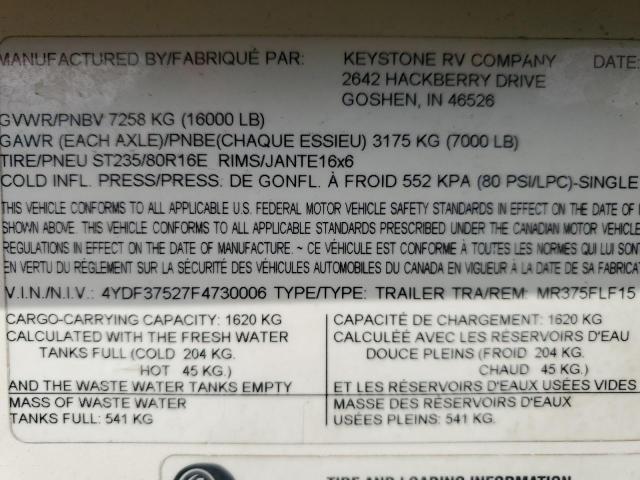 MANUFACTURED BY/FABRIQUÉ PAR: KEYSTONE RV COMPANY DATE:
2642 HACKBERRY DRIVE
GOSHEN, IN 46526
GVWR/PNBV 7258 KG (16000 LB)
GAWR (EACH AXLE)/PNBE(CHAQUE ESSIEU) 3175 KG (7000 LB)
TIRE/PNEU ST235/80R16E RIMS/JANTE16x6
COLD INFL. PRESS/PRESS. DE GONFL. À FROID 552 KPA (80 PSI/LPC)-SINGLE
THIS VEHICLE CONFORMS TO ALL APPLICABLE U.S. FEDERAL MOTOR VEHICLE SAFETY STANDARDS IN EFFECT ON THE DATE OF
SHOWN ABOVE. THIS VEHICLE CONFORMS TO ALL APPLICABLE STANDARDS PRESCRIBED UNDER THE CANADIAN MOTOR VEHICLE
REGULATIONS IN EFFECT ON THE DATE OF MANUFACTURE. ~ CE VÉHICULE EST CONFORME À TOUTES LES NORMES QUI LUI SONT
EN VERTU DU RÉGLEMENT SUR LA SÉCURITÉ DES VÉHICULES AUTOMOBILES DU CANADA EN VIGUEUR À LA DATE DE SA FABRICAT
V.I.N./N.I.V.: 4YDF37527F4730006 TYPE/TYPE: TRAILER TRA/REM: MR375FLF15
CARGO-CARRYING CAPACITY: 1620 KG
CALCULATED WITH THE FRESH WATER
TANKS FULL (COLD 204 KG.
HOT 45 KG.)
AND THE WASTE WATER TANKS EMPTY
MASS OF WASTE WATER
TANKS FULL: 541 KG
CAPACITÉ DE CHARGEMENT: 1620 KG
CALCULÉE AVEC LES RÉSERVOIRS D'EAU
DOUCE PLEINS (FROID 204 KG.
CHAUD 45 KG.)
ET LES RÉSERVOIRS D'EAUX USÉES VIDES
MASSE DES RÉSERVOIRS D'EAUX
USÉES PLEINS: 541 KG
TIRE AND LOADING INFORMATION